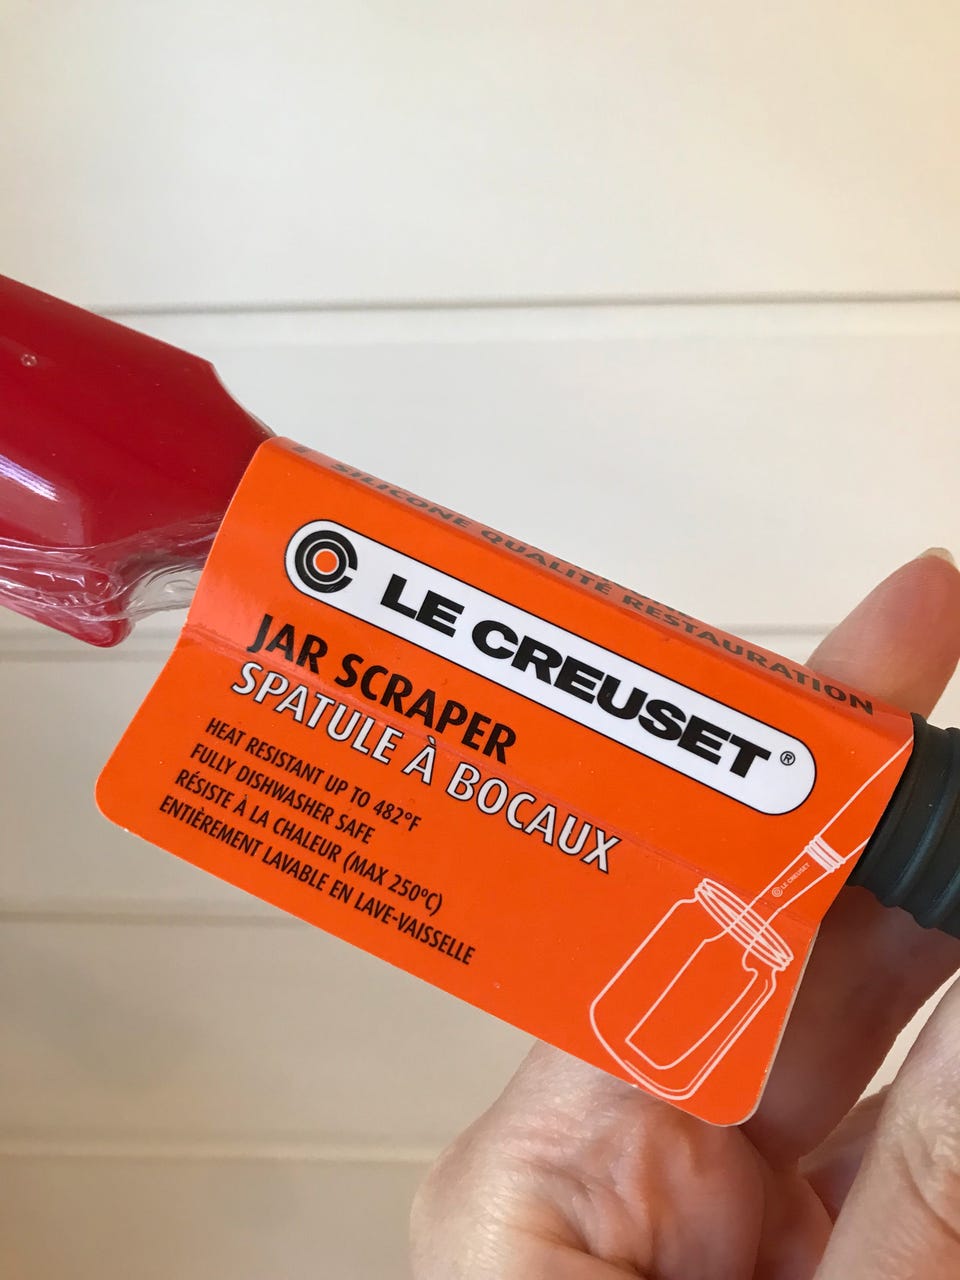 SILICONE QUALITÉ RESTAURATION
LE CREUSET®
JAR SCRAPER
SPATULE À BOCAUX
HEAT RESISTANT UP TO 482°F
FULLY DISHWASHER SAFE
RÉSISTE À LA CHALEUR (MAX 250°C)
ENTIÈREMENT LAVABLE EN LAVE-VAISSELLE
LE CREUSET